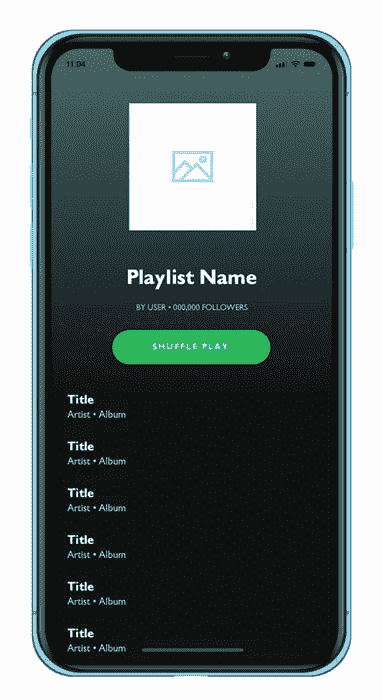 11:04
Playlist Name
BY USER • 000,000 FOLLOWERS
SHUFFLE PLAY
Title
Artist • Album
Title
Artist • Album
Title
Artist • Album
Title
Artist • Album
Title
Artist • Album
Title
Artist • Album